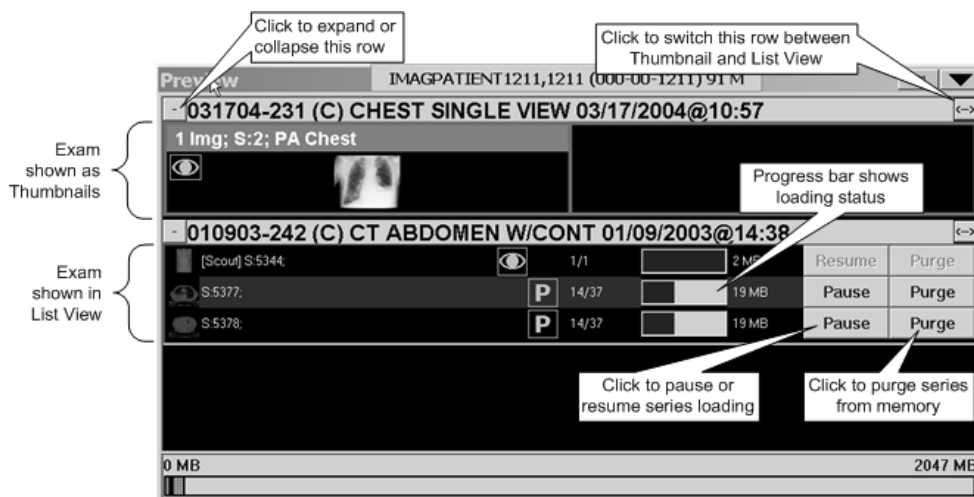 Click to expand or
collapse this row
Click to switch this row between
Thumbnail and List View
Preview
IMAGPATIENT1211,1211 (000-00-1211) 91 M
- 031704-231 (C) CHEST SINGLE VIEW 03/17/2004@10:57 <-->
1 Img; S:2; PA Chest
Exam
shown as
Thumbnails
Progress bar shows
loading status
- 010903-242 (C) CT ABDOMEN W/CONT 01/09/2003@14:38 <-->
Exam
shown in
List View
[Scout] S:5344; 1/1 2 MB Resume Purge
S:5377; P 14/37 19 MB Pause Purge
S:5378; P 14/37 19 MB Pause Purge
Click to pause or
resume series loading
Click to purge series
from memory
0 MB 2047 MB